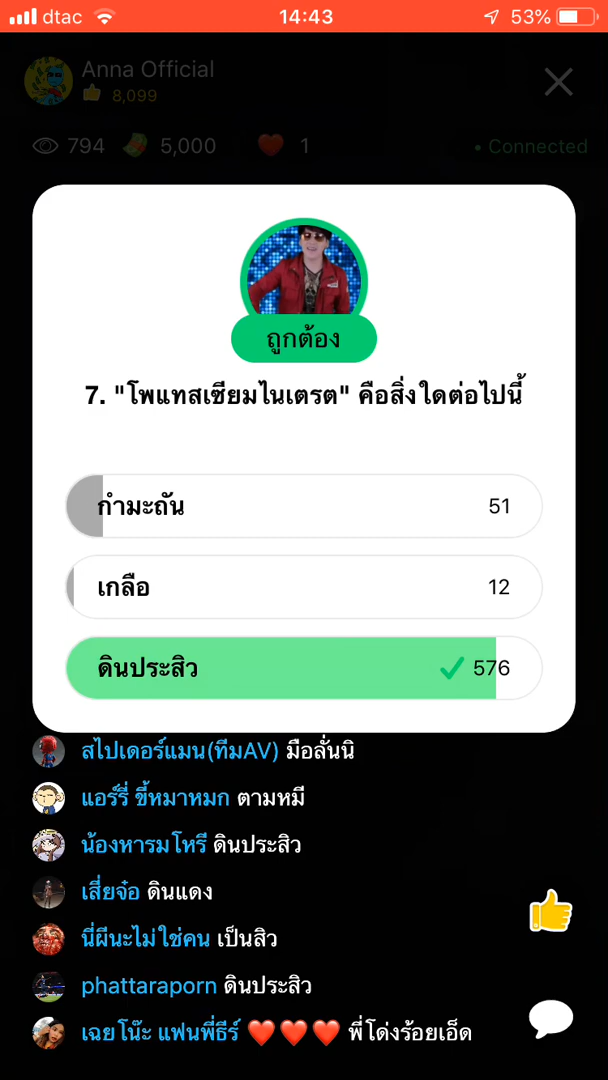 dtac 14:43 53%
Anna Official
8,099
794 5,000 1 • Connected
ถูกต้อง
7. "โพแทสเซียมไนเตรต" คือสิ่งใดต่อไปนี้
กำมะถัน 51
เกลือ 12
ดินประสิว 576
สไปเดอร์แมน(ทีมAV) มือลั่นนิ
แอร์รี่ ขี้หมาหมก ตามหมี
น้องหารมโหรี ดินประสิว
เสี่ยจ๋อ ดินแดง
นี่ผีนะไม่ใช่คน เป็นสิว
phattaraporn ดินประสิว
เฉยโน๊ะ แฟนพี่ธีร์ ❤️❤️❤️ พี่โด่งร้อยเอ็ด